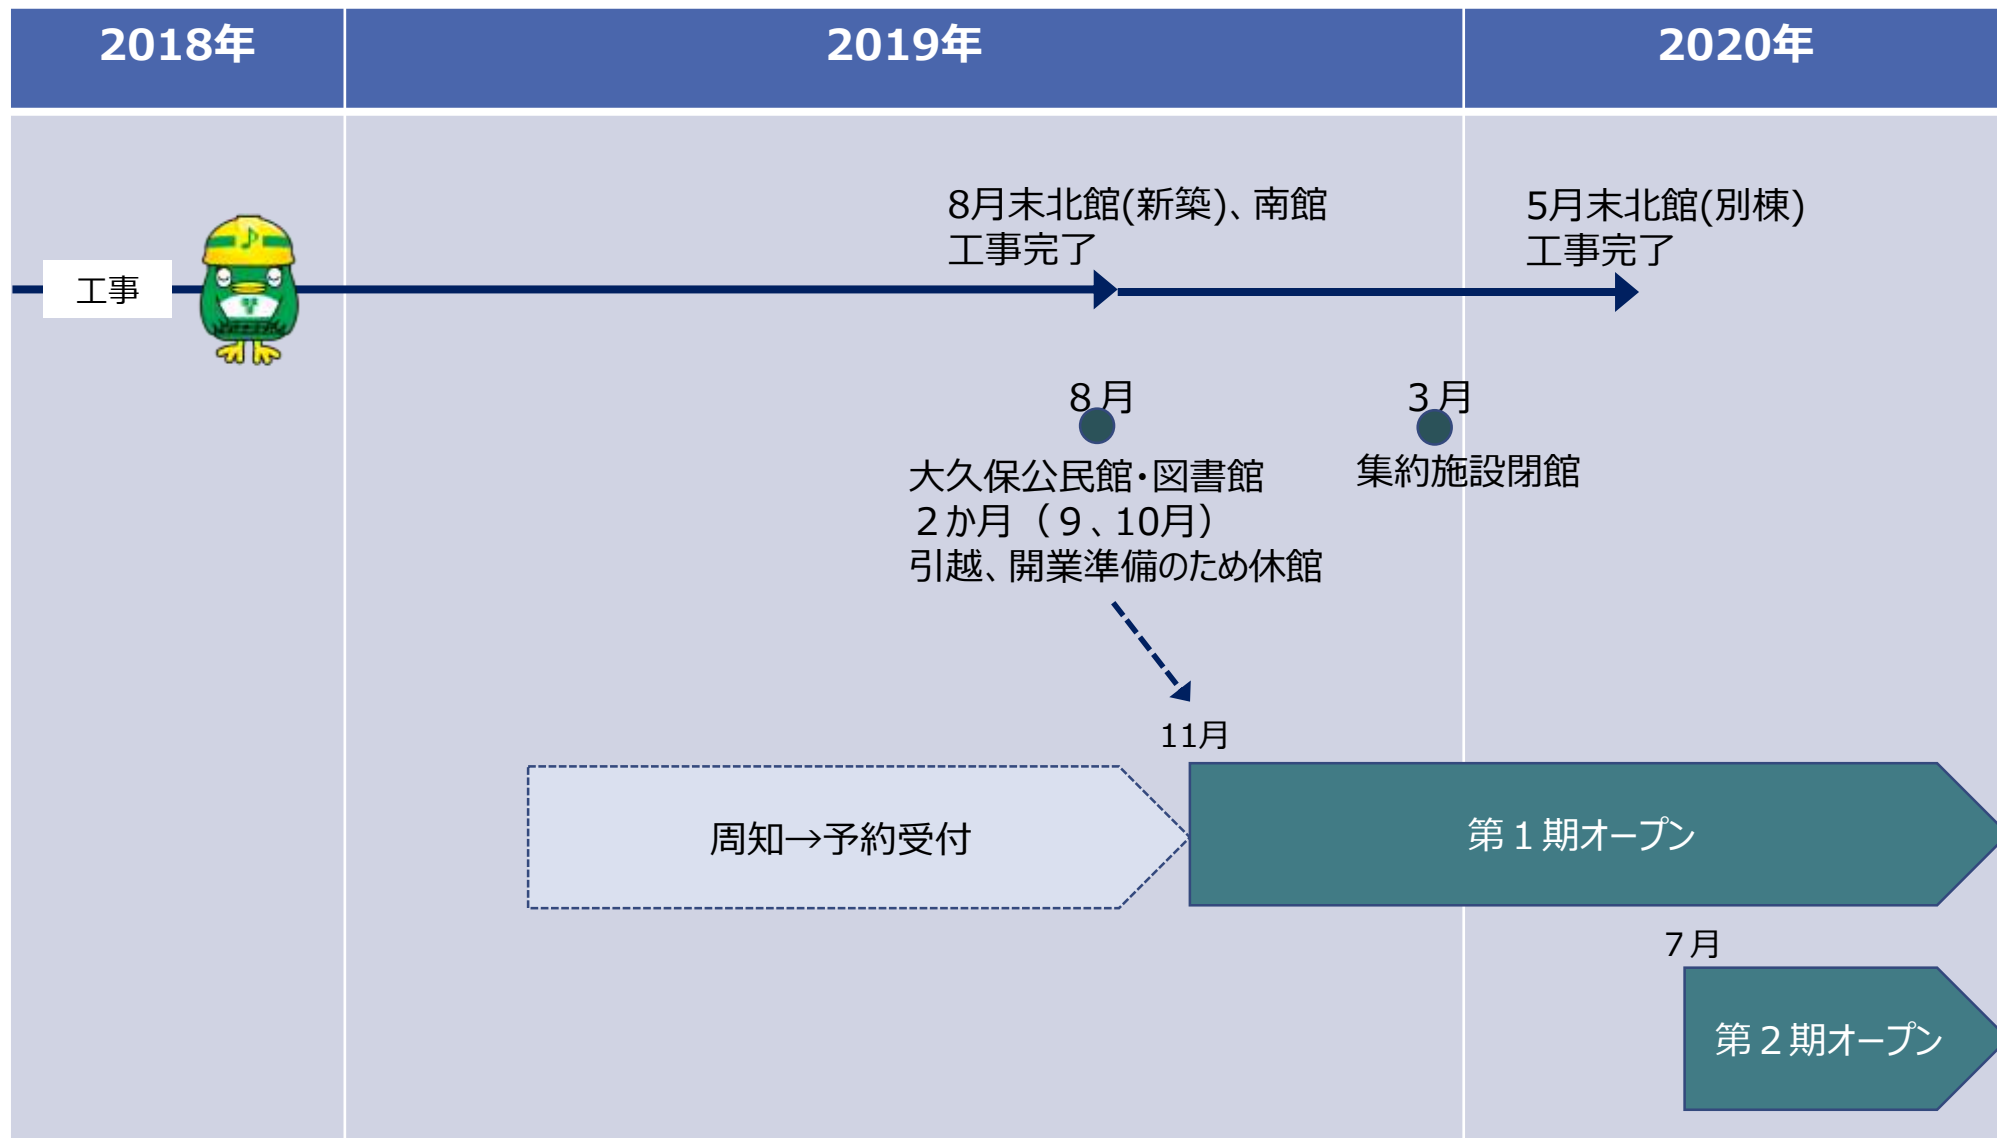 2018年
2019年
2020年
8月末北館(新築)、南館
工事完了
5月末北館(別棟)
工事完了
工事
8月
3月
大久保公民館・図書館
2か月（9、10月）
引越、開業準備のため休館
集約施設閉館
11月
周知→予約受付
第1期オープン
7月
第2期オープン